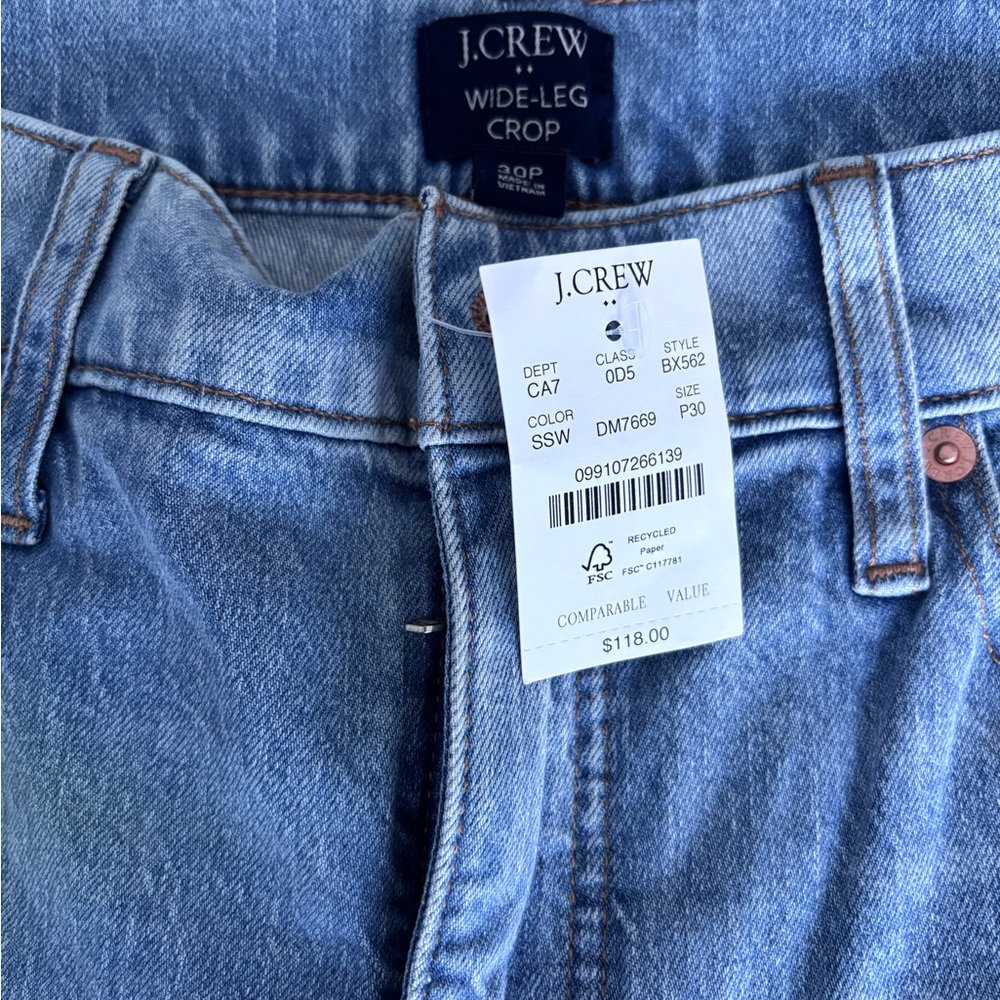 J.CREW
WIDE-LEG
CROP
30P
MADE IN
VIETNAM
J.CREW
DEPT CLASS STYLE
CA7 0D5 BX562
COLOR SIZE
SSW DM7669 P30
099107266139
RECYCLED
Paper
FSC™ C117781
FSC
COMPARABLE VALUE
$118.00